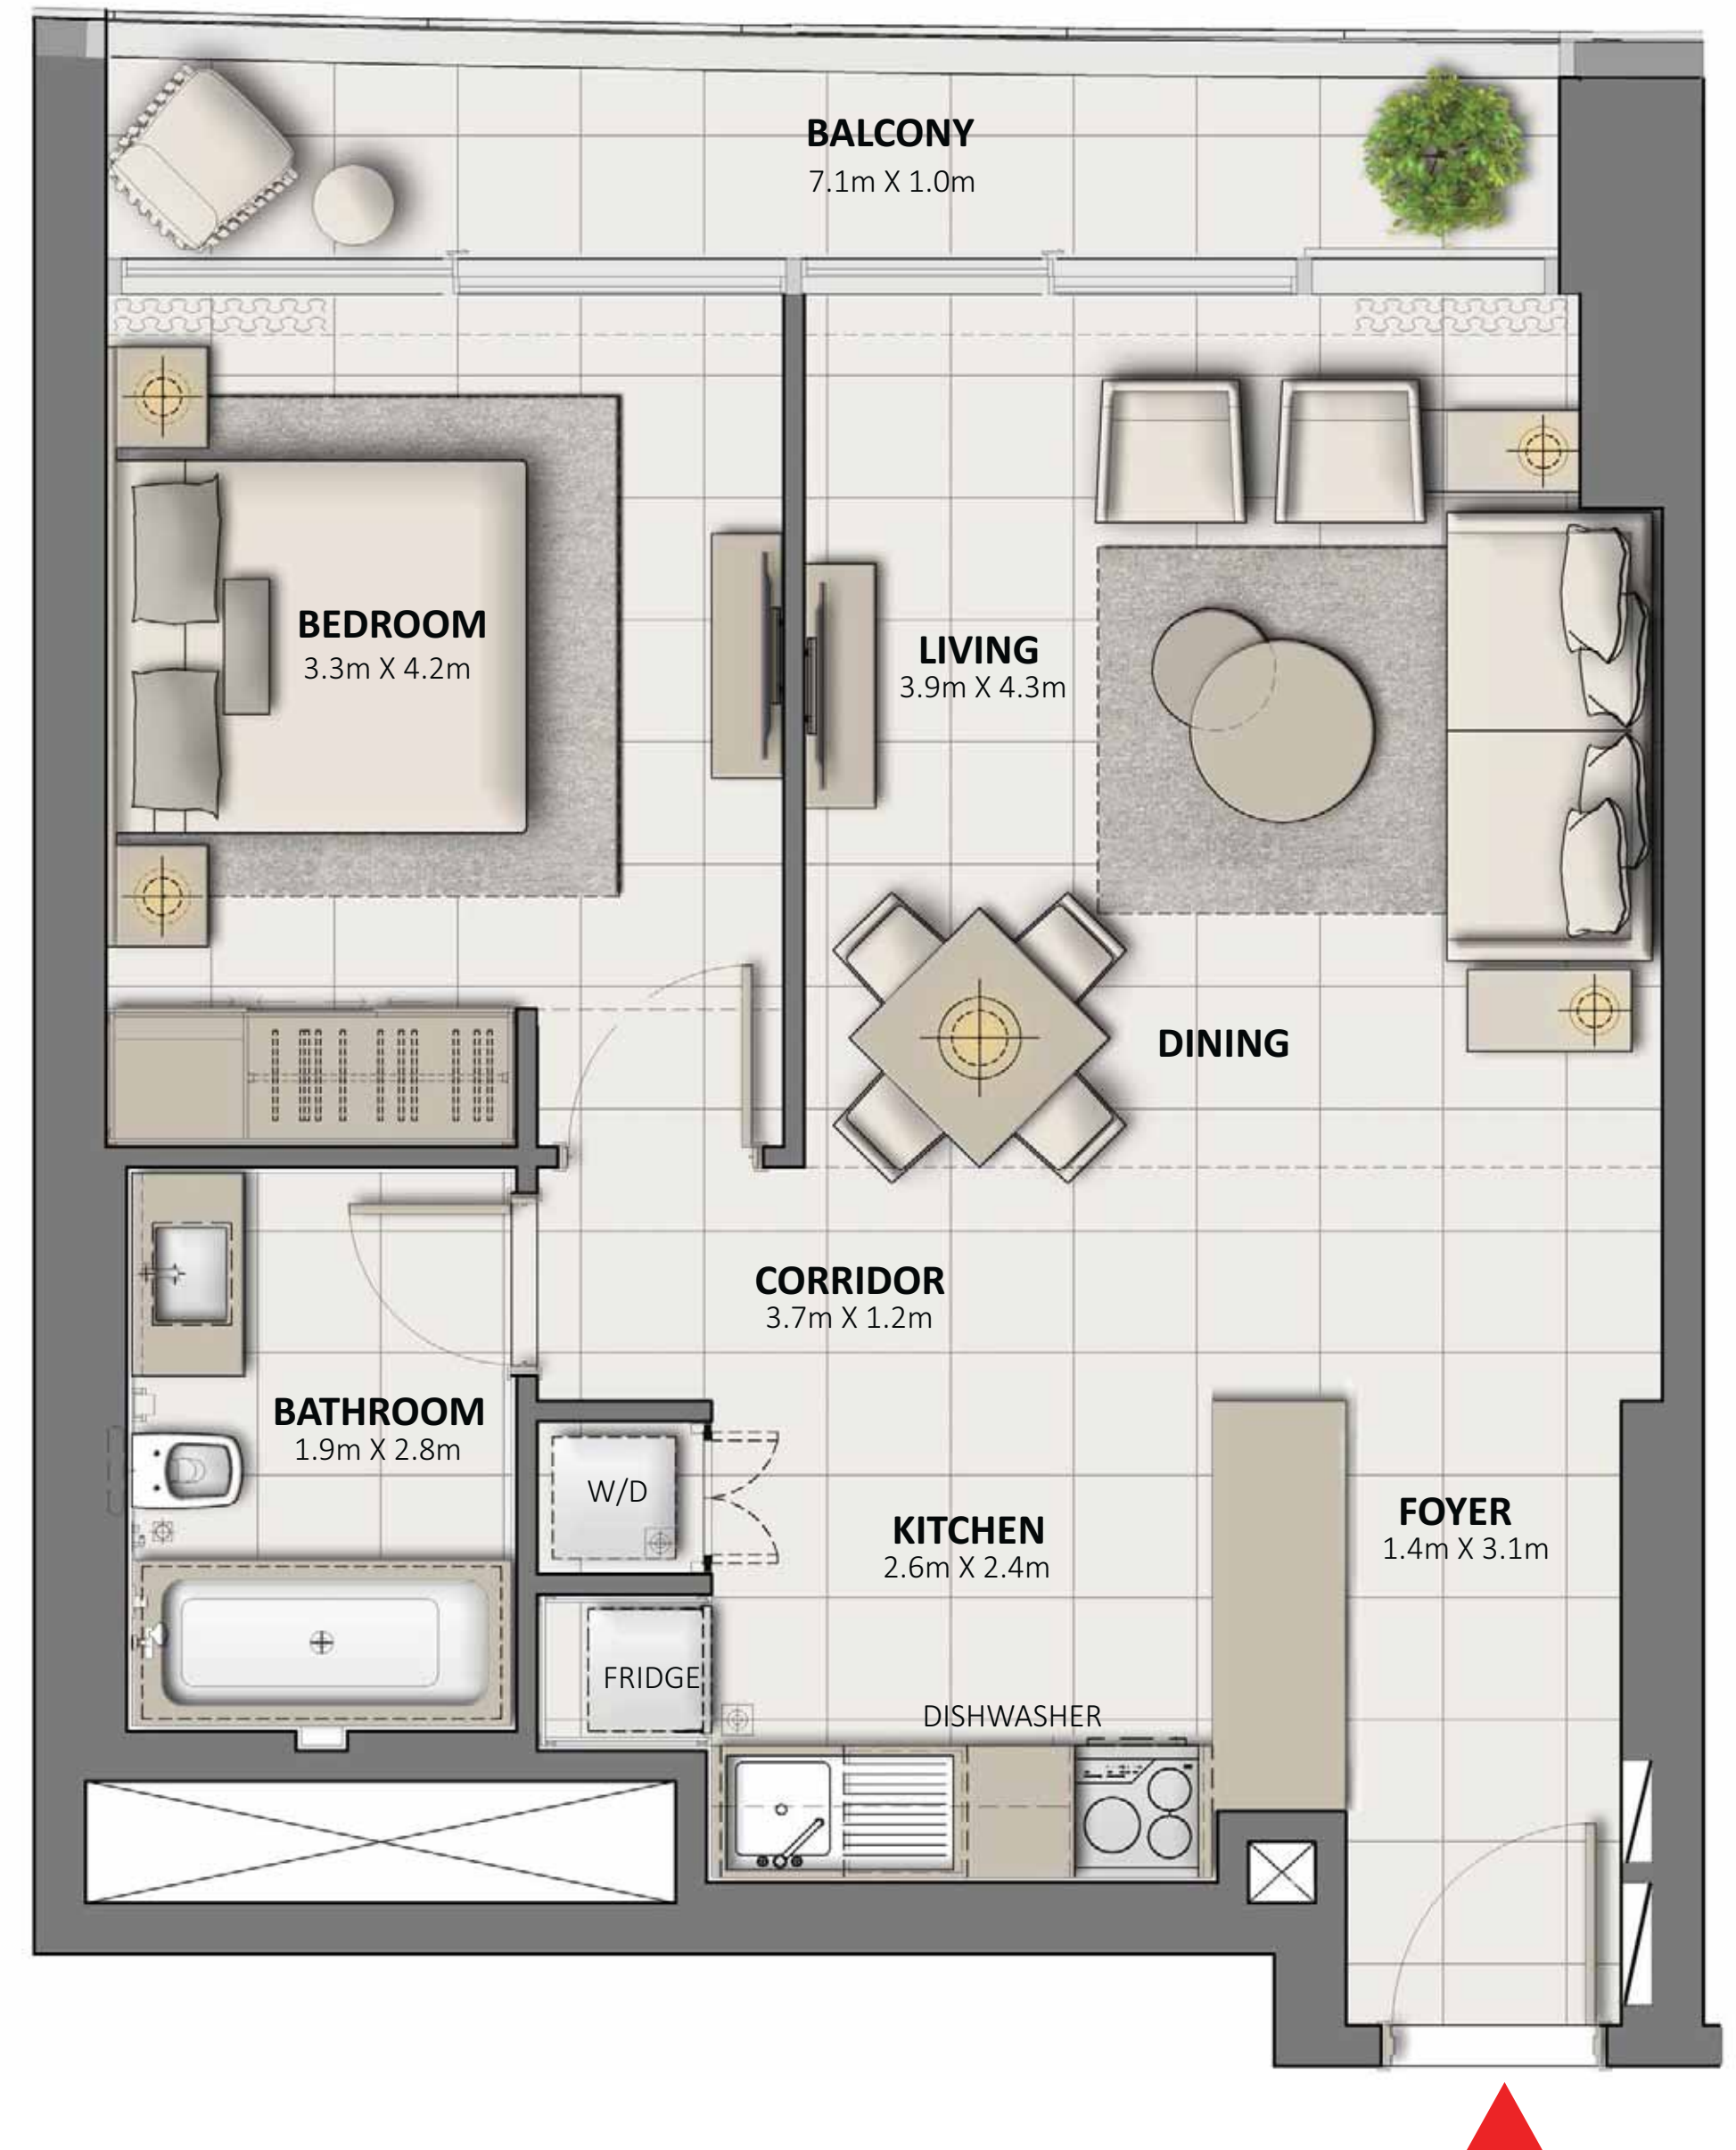 BALCONY
7.1m X 1.0m
BEDROOM
3.3m X 4.2m
LIVING
3.9m X 4.3m
DINING
CORRIDOR
3.7m X 1.2m
BATHROOM
1.9m X 2.8m
W/D
KITCHEN
2.6m X 2.4m
FOYER
1.4m X 3.1m
FRIDGE
DISHWASHER